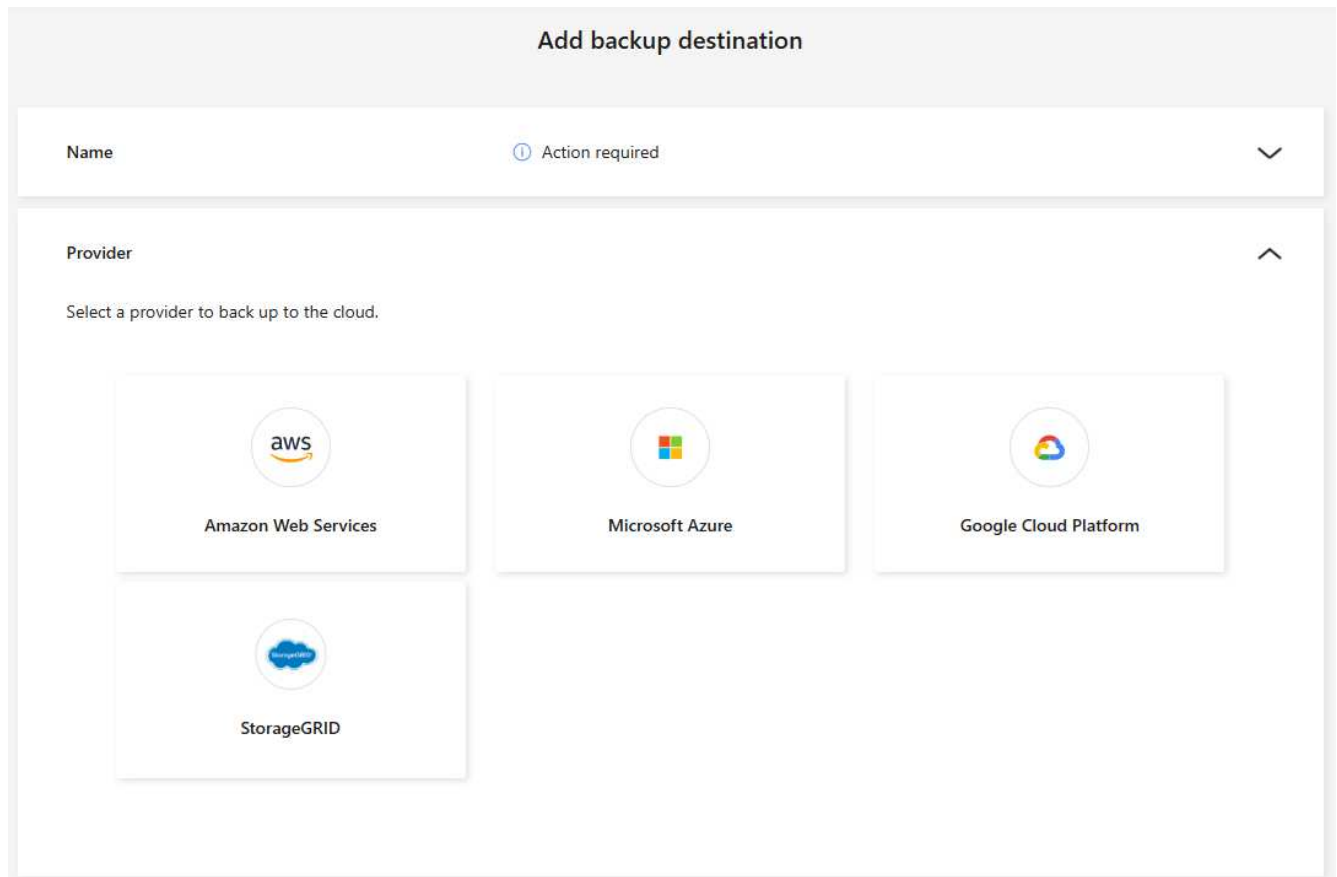 Add backup destination
Name
Action required
Provider
Select a provider to back up to the cloud.
aws
Amazon Web Services
Microsoft Azure
Google Cloud Platform
StorageGRID
StorageGRID